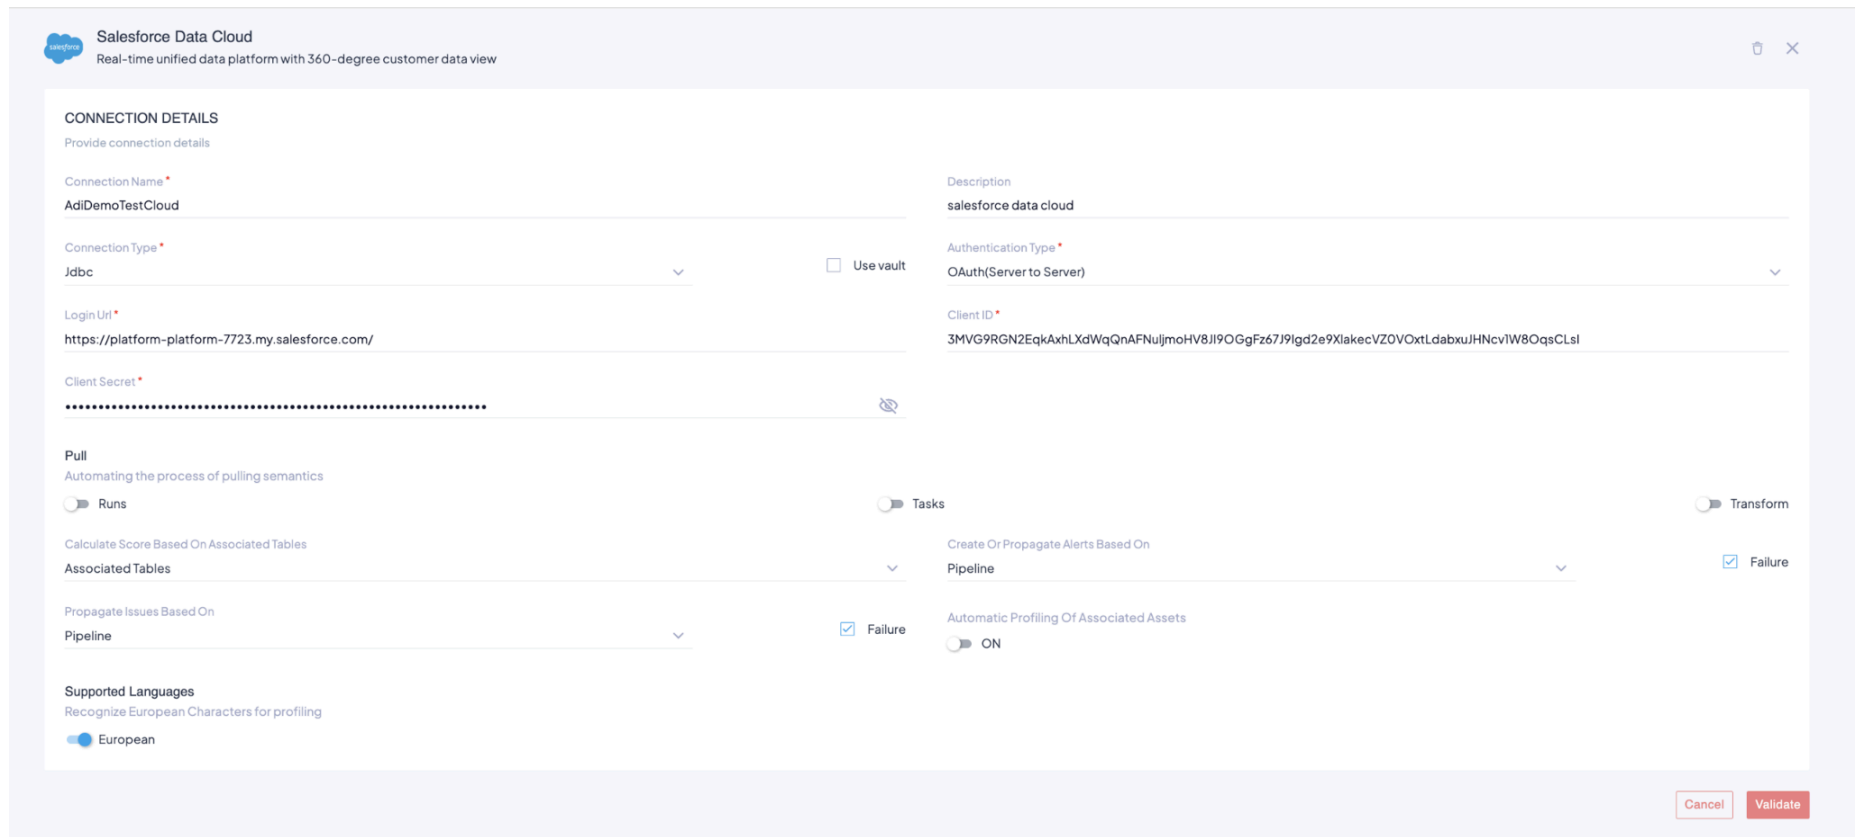 salesforce
Salesforce Data Cloud
Real-time unified data platform with 360-degree customer data view
CONNECTION DETAILS
Provide connection details
Connection Name*
AdiDemoTestCloud
Description
salesforce data cloud
Connection Type*
Jdbc
Use vault
Authentication Type*
OAuth(Server to Server)
Login Url*
https://platform-platform-7723.my.salesforce.com/
Client ID*
3MVG9RGN2EqkAxhLXdWqQnAFNuljmoHV8JI9OGgFz67J9Igd2e9XlakecVZ0VOxtLdabxuJHNcv1W8OqsCLsI
Client Secret*
Pull
Automating the process of pulling semantics
Runs
Tasks
Transform
Calculate Score Based On Associated Tables
Associated Tables
Create Or Propagate Alerts Based On
Pipeline
Failure
Propagate Issues Based On
Pipeline
Failure
Automatic Profiling Of Associated Assets
ON
Supported Languages
Recognize European Characters for profiling
European
Cancel
Validate